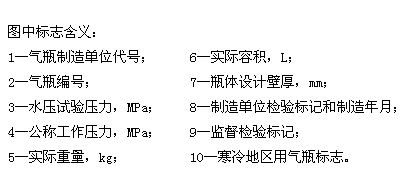 图中标志含义:
1—气瓶制造单位代号; 6—实际容积, L;
2—气瓶编号; 7—瓶体设计壁厚, mm;
3—水压试验压力, MPa; 8—制造单位检验标记和制造年月;
4—公称工作压力, MPa; 9—监督检验标记;
5—实际重量, kg; 10—寒冷地区用气瓶标志。